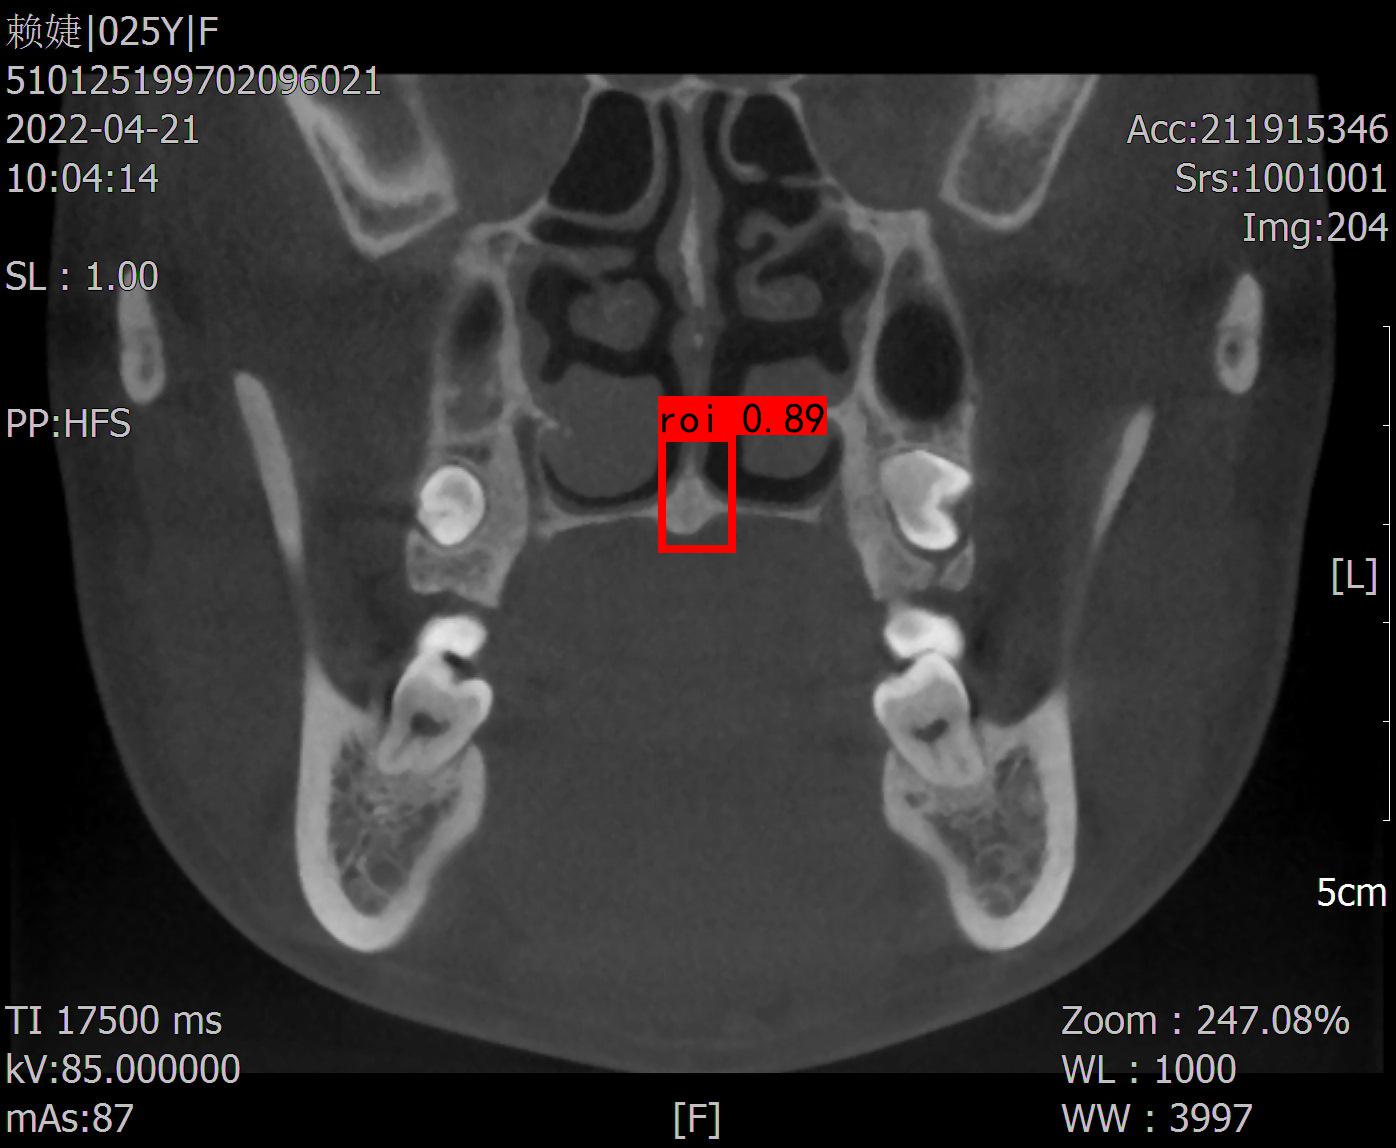 赖婕|025Y|F
510125199702096021
2022-04-21
10:04:14
SL : 1.00
PP:HFS
Acc:211915346
Srs:1001001
Img:204
roi 0.89
[L]
5cm
TI 17500 ms
kV:85.000000
mAs:87
[F]
Zoom : 247.08%
WL : 1000
WW : 3997